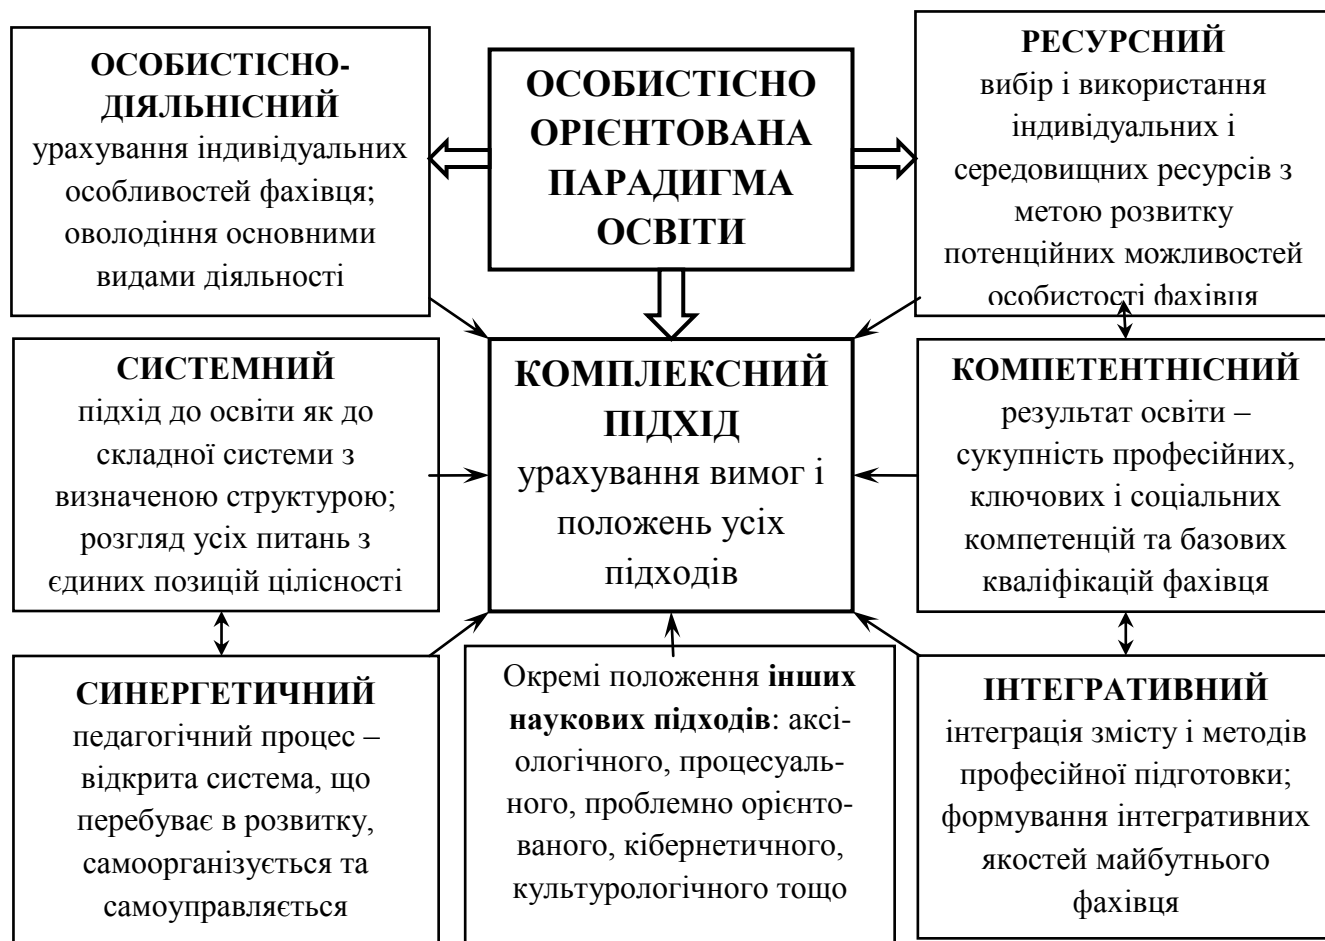 ОСОБИСТІСНО-
ДІЯЛЬНІСНИЙ
урахування індивідуальних
особливостей фахівця;
оволодіння основними
видами діяльності
ОСОБИСТІСНО
ОРІЄНТОВАНА
ПАРАДИГМА
ОСВІТИ
РЕСУРСНИЙ
вибір і використання
індивідуальних і
середовищних ресурсів з
метою розвитку
потенційних можливостей
особистості фахівця
СИСТЕМНИЙ
підхід до освіти як до
складної системи з
визначеною структурою;
розгляд усіх питань з
єдиних позицій цілісності
КОМПЛЕКСНИЙ
ПІДХІД
урахування вимог і
положень усіх
підходів
КОМПЕТЕНТНІСНИЙ
результат освіти –
сукупність професійних,
ключових і соціальних
компетенцій та базових
кваліфікацій фахівця
СИНЕРГЕТИЧНИЙ
педагогічний процес –
відкрита система, що
перебуває в розвитку,
самоорганізується та
самоуправляється
Окремі положення інших
наукових підходів: аксі-
ологічного, процесуаль-
ного, проблемно орієнто-
ваного, кібернетичного,
культурологічного тощо
ІНТЕГРАТИВНИЙ
інтеграція змісту і методів
професійної підготовки;
формування інтегративних
якостей майбутнього
фахівця